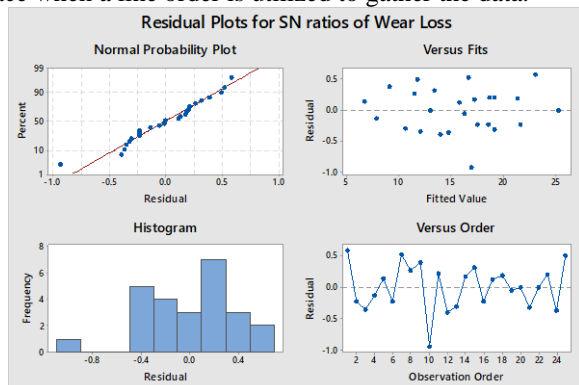 when a line order is utilized to gather the data.
Residual Plots for SN ratios of Wear Loss
Normal Probability Plot
Versus Fits
99
90
50
10
1
Percent
-1.0 -0.5 0.0 0.5 1.0
Residual
0.5
0.0
-0.5
-1.0
Residual
5 10 15 20 25
Fitted Value
Histogram
Versus Order
8
6
4
2
0
Frequency
-0.8 -0.4 0.0 0.4
Residual
0.5
0.0
-0.5
-1.0
Residual
2 4 6 8 10 12 14 16 18 20 22 24
Observation Order